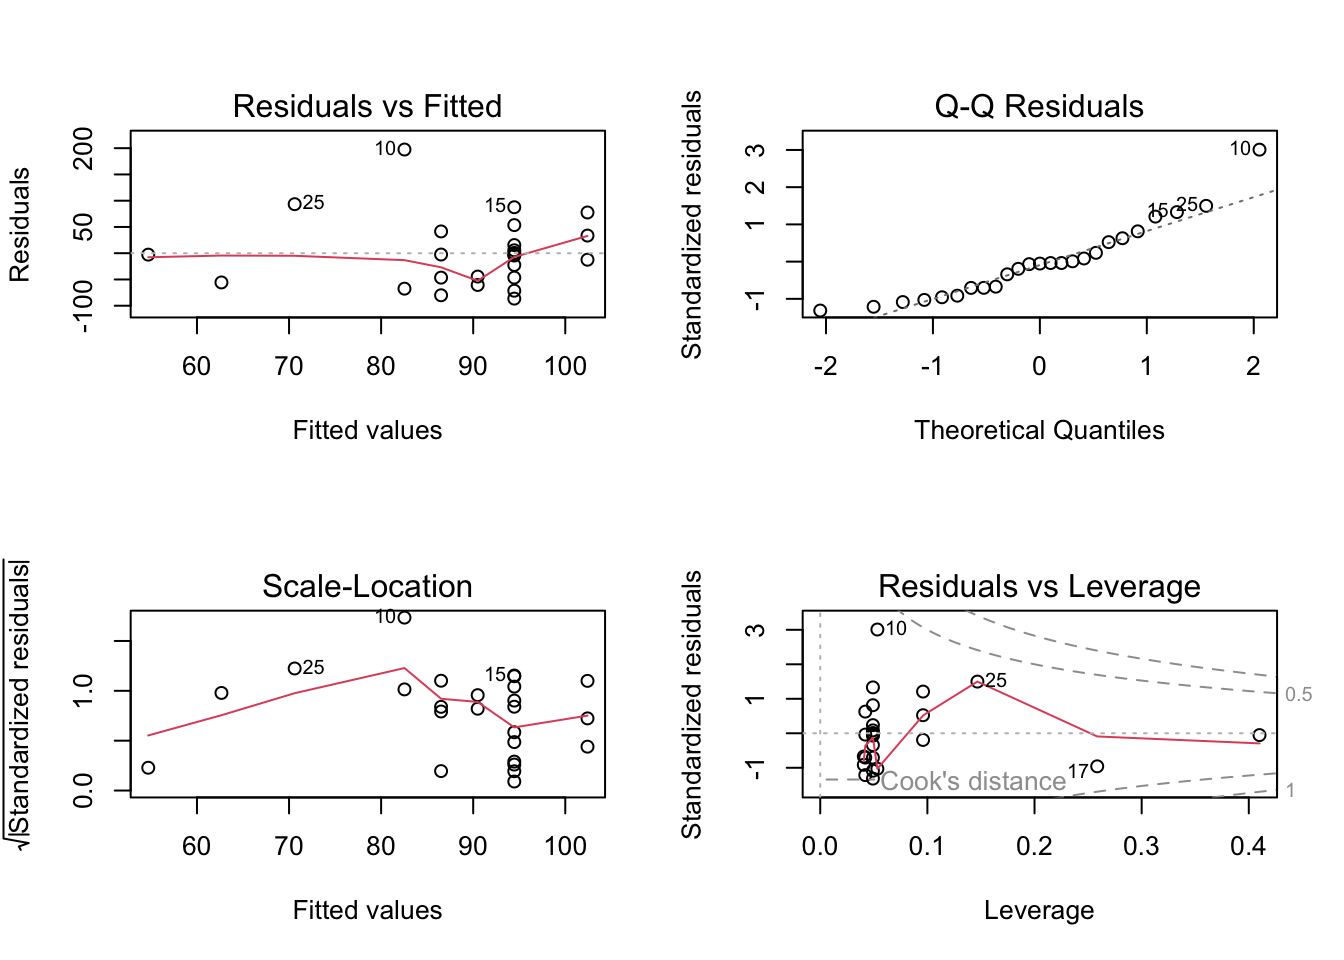 Residuals vs Fitted
Residuals
200
50
-100
10
25
15
60 70 80 90 100
Fitted values
Q-Q Residuals
Standardized residuals
3
2
1
-1
10
15
25
-2 -1 0 1 2
Theoretical Quantiles
Scale-Location
√|Standardized residuals|
1.0
0.0
10
25
15
60 70 80 90 100
Fitted values
Residuals vs Leverage
Standardized residuals
3
1
-1
10
25
17
Cook's distance
0.5
1
0.0 0.1 0.2 0.3 0.4
Leverage